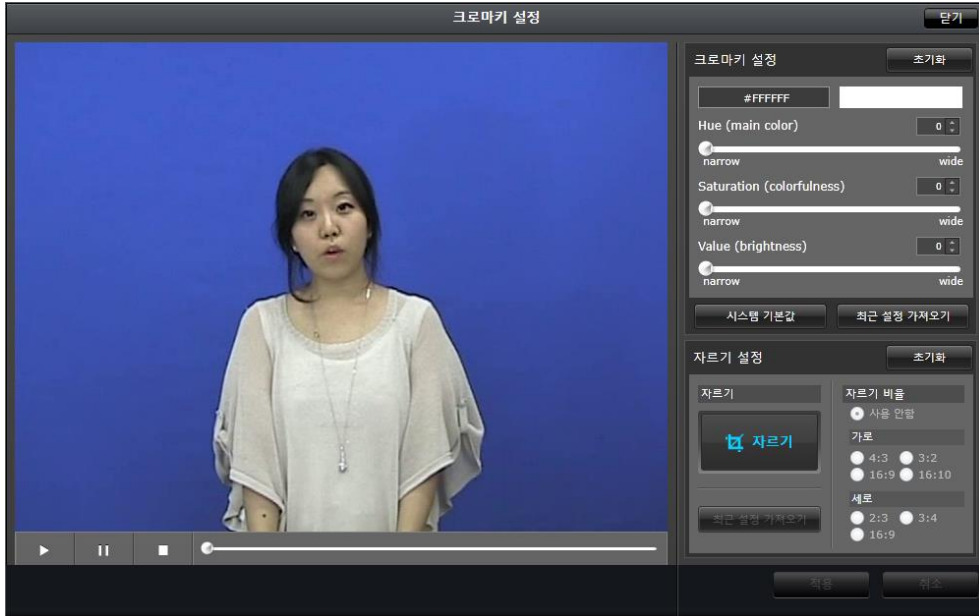 크로마키 설정
닫기
크로마키 설정
초기화
#FFFFFF
Hue (main color)
0
narrow wide
Saturation (colorfulness)
0
narrow wide
Value (brightness)
0
narrow wide
시스템 기본값
최근 설정 가져오기
자르기 설정
초기화
자르기
자르기
최근 설정 가져오기
자르기 비율
사용 안함
가로
4:3 3:2
16:9 16:10
세로
2:3 3:4
16:9
적용
취소